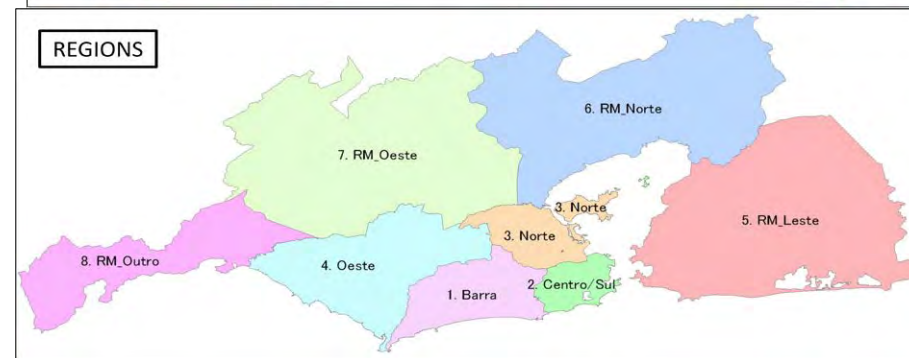 REGIONS
6. RM_Norte
7. RM_Oeste
3. Norte
5. RM_Leste
3. Norte
8. RM_Outro
4. Oeste
2. Centro/Sul
1. Barra